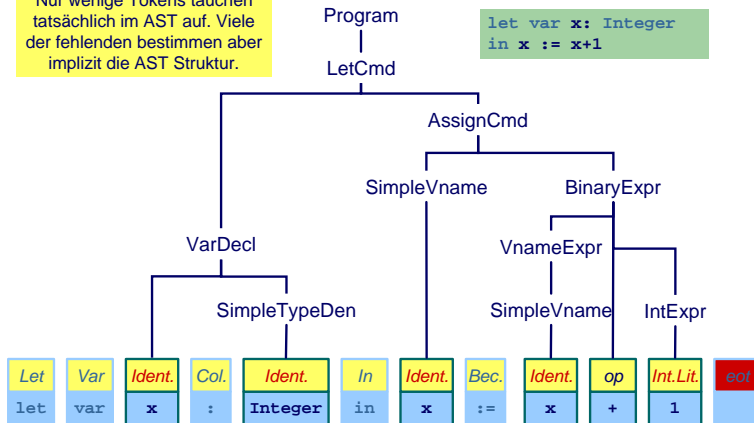 Nur wenige Tokens tauchen
tatsächlich im AST auf. Viele
der fehlenden bestimmen aber
implizit die AST Struktur.
Program
let var x: Integer
in x := x+1
LetCmd
AssignCmd
SimpleVname BinaryExpr
VarDecl VnameExpr
SimpleTypeDen SimpleVname IntExpr
Let Var Ident. Col. Ident. In Ident. Bec. Ident. op Int.Lit. eot
let var x : Integer in x := x + 1